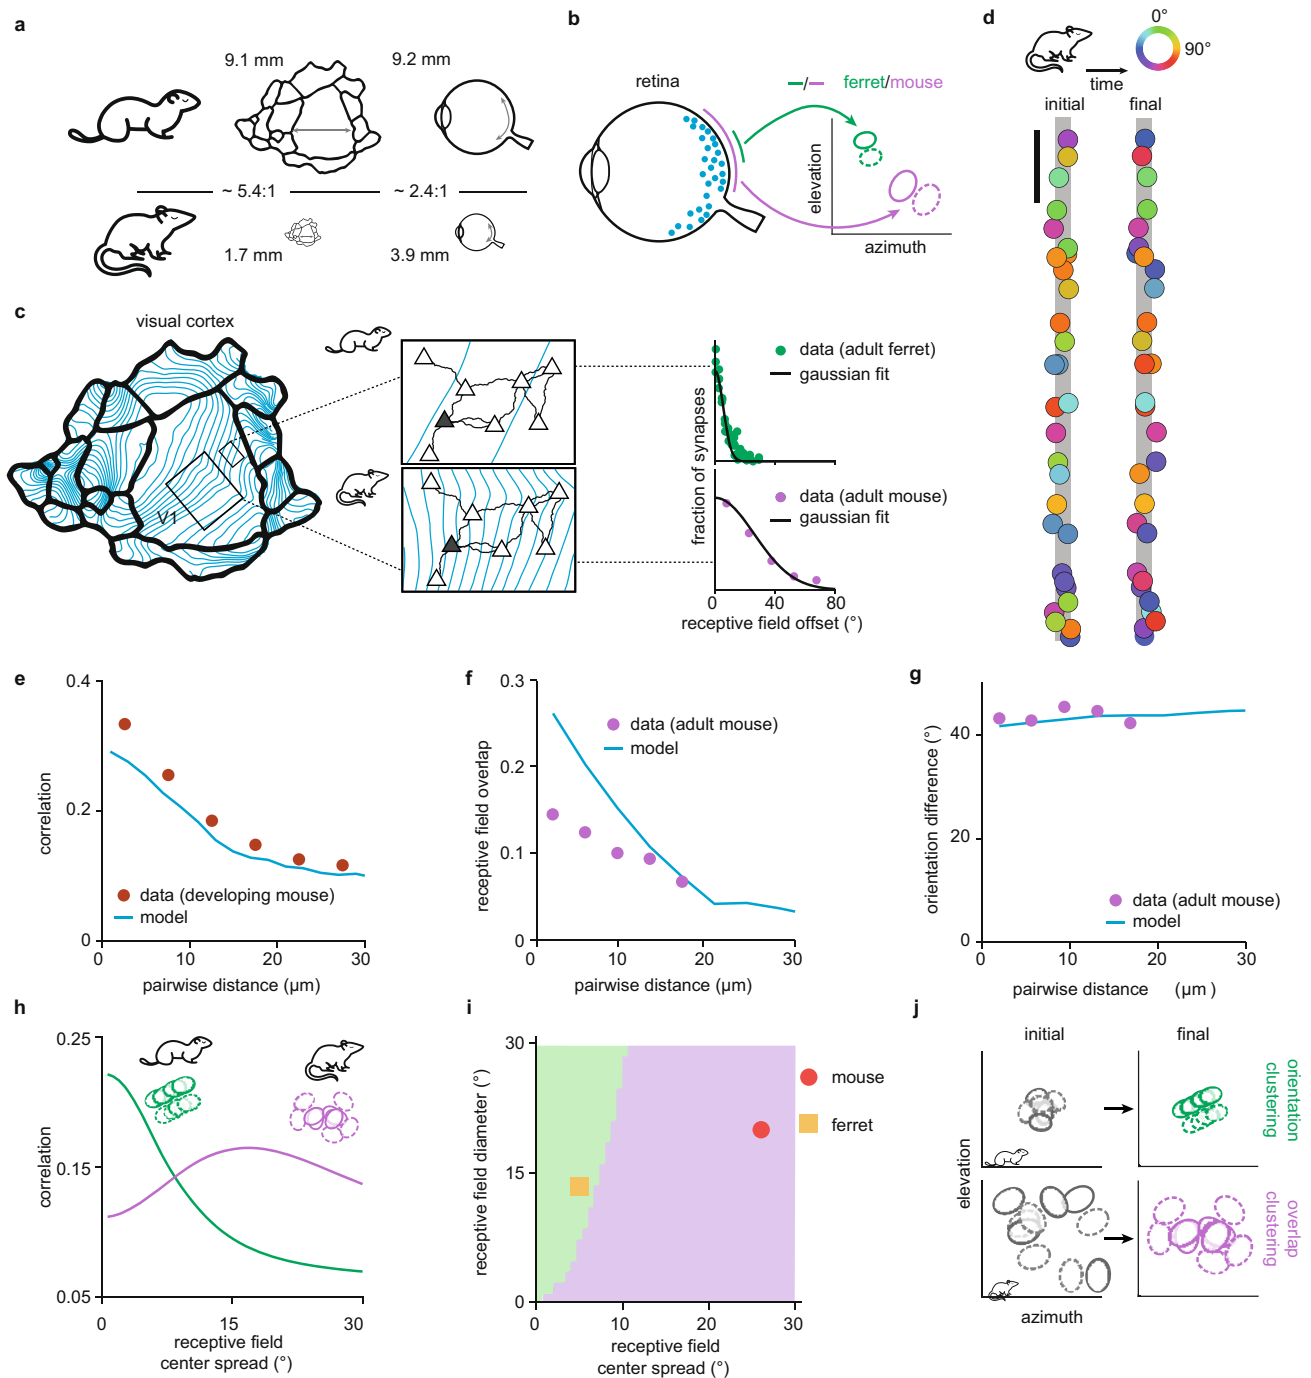 a
9.1 mm
9.2 mm
~ 5.4:1
~ 2.4:1
1.7 mm
3.9 mm
b
retina
–/–
ferret/mouse
elevation
azimuth
c
visual cortex
V1
data (adult ferret)
gaussian fit
fraction of synapses
data (adult mouse)
gaussian fit
0
40
80
receptive field offset (°)
d
0°
90°
time
initial
final
e
0.4
0.2
0
correlation
data (developing mouse)
model
0
10
20
30
pairwise distance (µm)
f
0.3
0.2
0.1
0
receptive field overlap
data (adult mouse)
model
0
10
20
30
pairwise distance (µm)
g
40
20
0
orientation difference (°)
data (adult mouse)
model
0
10
20
30
pairwise distance (µm )
h
0.25
0.15
0.05
correlation
0
15
30
receptive field
center spread (°)
i
30
15
0
receptive field diameter (°)
mouse
ferret
0
10
20
30
receptive field
center spread (°)
j
initial
final
orientation
clustering
elevation
overlap
clustering
azimuth